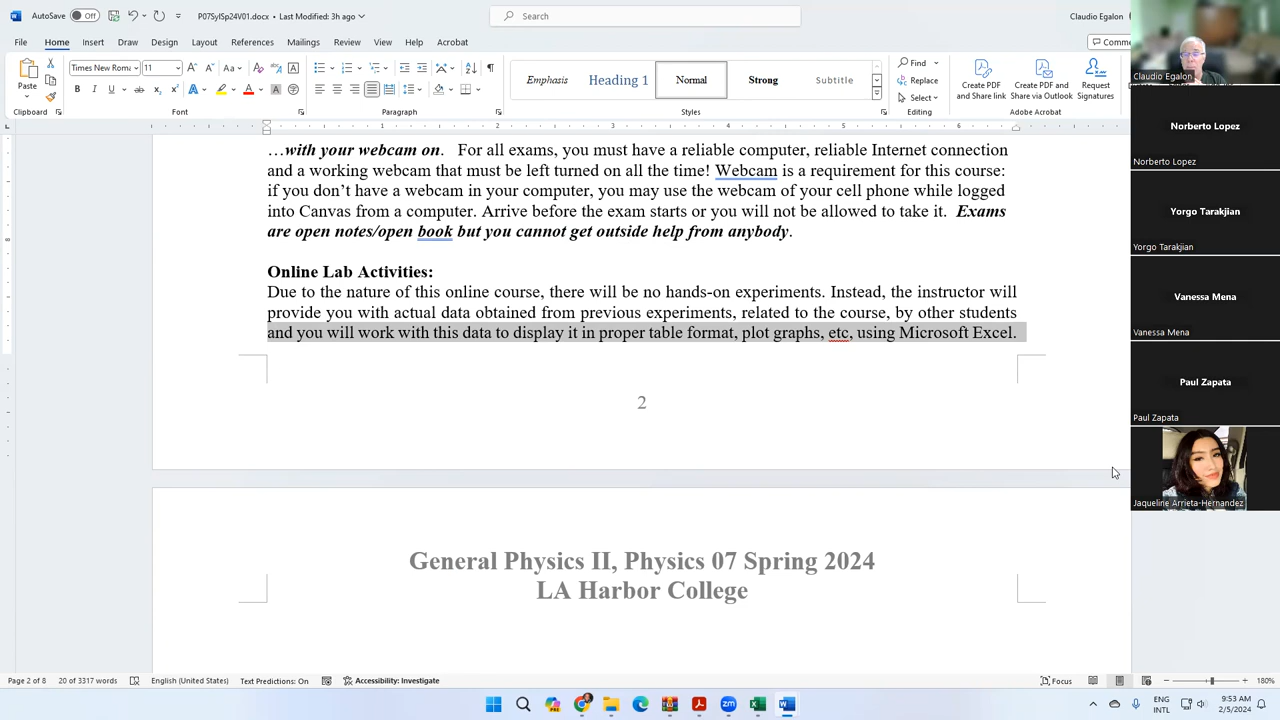 AutoSave
Off
P07SylSp24V01.docx • Last Modified: 3h ago
Search
Claudio Egalon
File
Home
Insert
Draw
Design
Layout
References
Mailings
Review
View
Help
Acrobat
Paste
Clipboard
Times New Roma
11
Font
Paragraph
Emphasis
Heading 1
Normal
Strong
Subtitle
Styles
Find
Replace
Select
Editing
Create PDF and Share link
Create PDF and Share via Outlook
Request Signatures
Adobe Acrobat
…with your webcam on. For all exams, you must have a reliable computer, reliable Internet connection
and a working webcam that must be left turned on all the time! Webcam is a requirement for this course:
if you don't have a webcam in your computer, you may use the webcam of your cell phone while logged
into Canvas from a computer. Arrive before the exam starts or you will not be allowed to take it. Exams
are open notes/open book but you cannot get outside help from anybody.
Online Lab Activities:
Due to the nature of this online course, there will be no hands-on experiments. Instead, the instructor will
provide you with actual data obtained from previous experiments, related to the course, by other students
and you will work with this data to display it in proper table format, plot graphs, etc, using Microsoft Excel.
2
General Physics II, Physics 07 Spring 2024
LA Harbor College
Claudio Egalon
Norberto Lopez
Norberto Lopez
Yorgo Tarakjian
Yorgo Tarakjian
Vanessa Mena
Vanessa Mena
Paul Zapata
Paul Zapata
Jaqueline Arrieta-Hernandez
Page 2 of 8
20 of 3317 words
English (United States)
Text Predictions: On
Accessibility: Investigate
Focus
180%
ENG
INTL
9:53 AM
2/5/2024